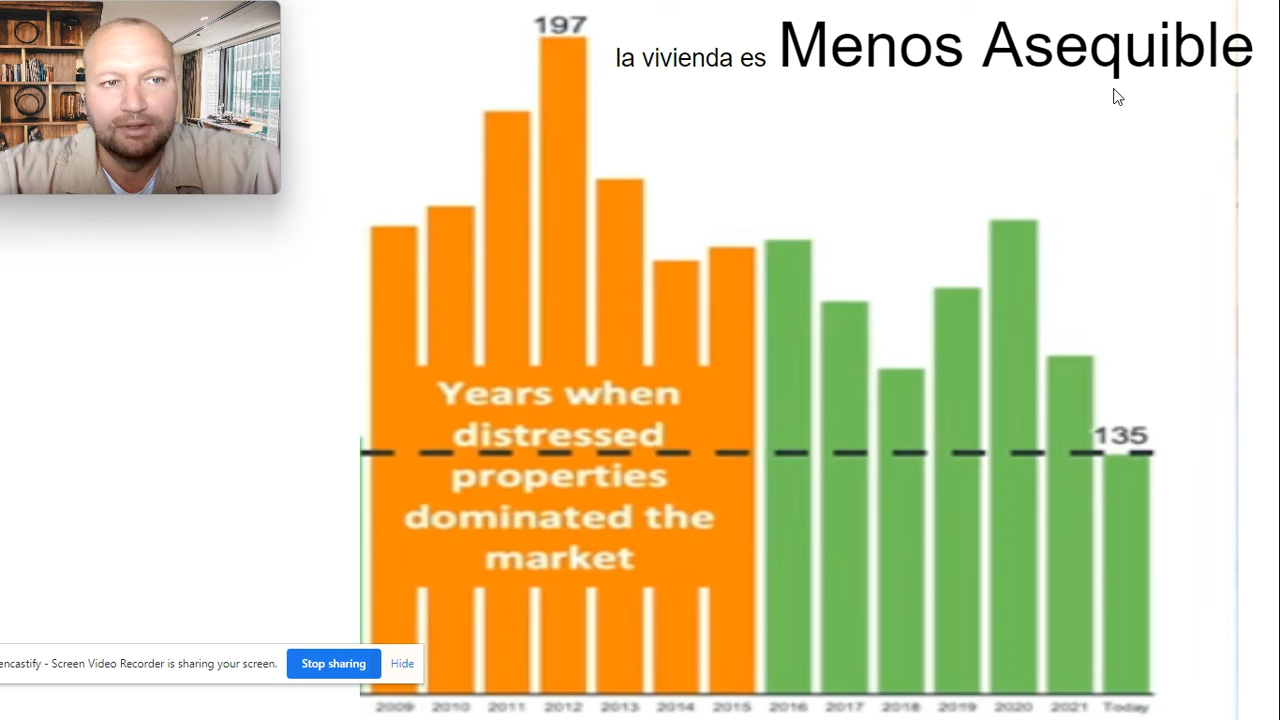 197
la vivienda es Menos Asequible
Years when
distressed
properties
dominated the
market
135
encastify - Screen Video Recorder is sharing your screen. Stop sharing Hide
2009 2010 2011 2012 2013 2014 2015 2016 2017 2018 2019 2020 2021 Today